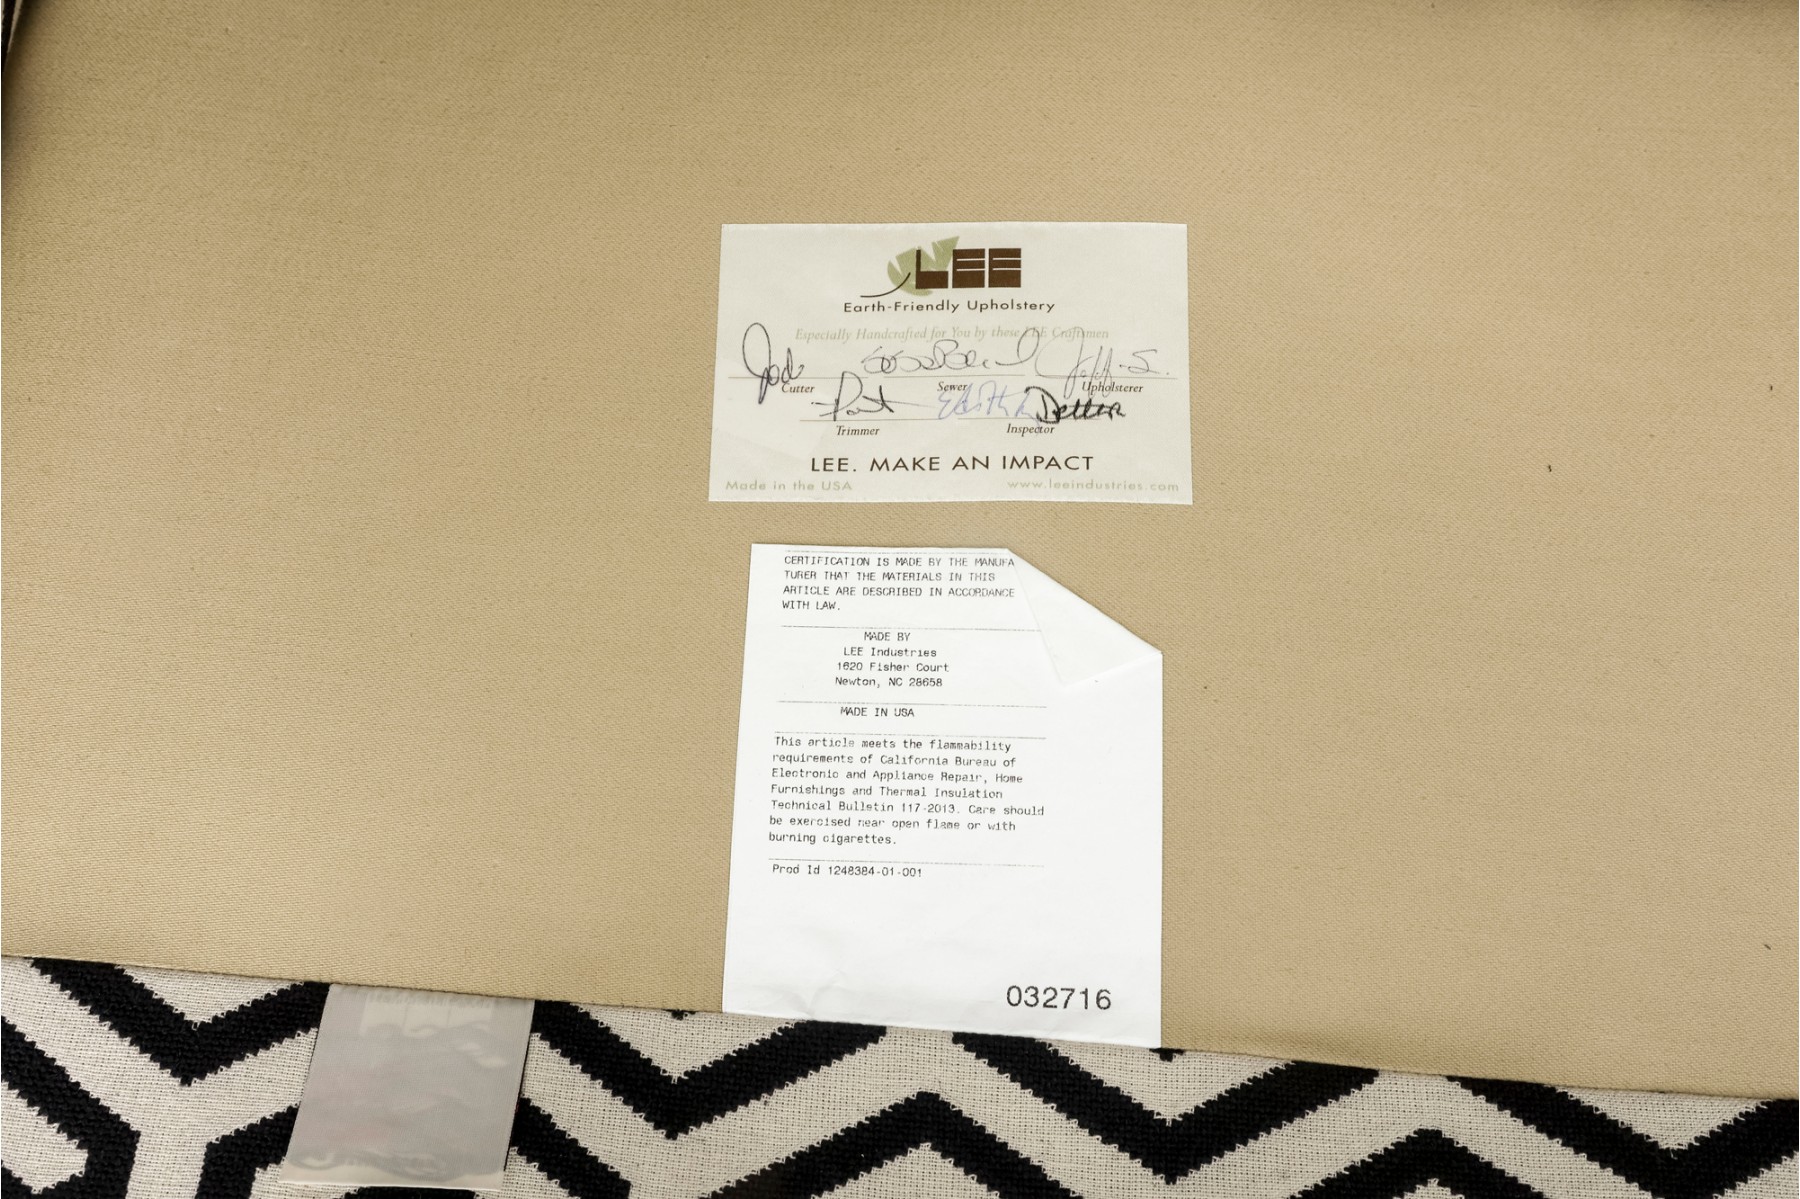 LEE
Earth-Friendly Upholstery
Especially Handcrafted for You by these LEE Craftsmen
Cutter Sewer Upholsterer
Trimmer Inspector
LEE. MAKE AN IMPACT
Made in the USA www.leeindustries.com
CERTIFICATION IS MADE BY THE MANUFA
TURER THAT THE MATERIALS IN THIS
ARTICLE ARE DESCRIBED IN ACCORDANCE
WITH LAW.
MADE BY
LEE Industries
1620 Fisher Court
Newton, NC 28658
MADE IN USA
This article meets the flammability
requirements of California Bureau of
Electronic and Appliance Repair, Home
Furnishings and Thermal Insulation
Technical Bulletin 117-2013. Care should
be exercised near open flame or with
burning cigarettes.
Prod Id 1248384-01-001
032716